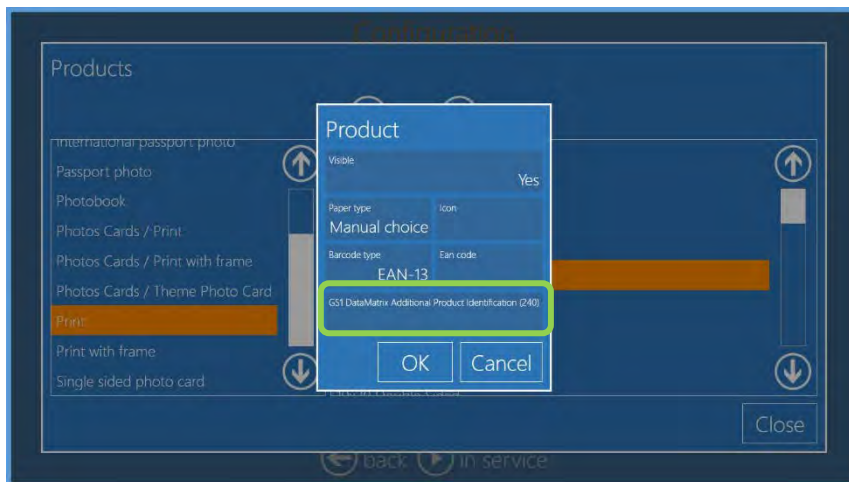 Configuration
Products
International passport photo
Passport photo
Photobook
Photos Cards / Print
Photos Cards / Print with frame
Photos Cards / Theme Photo Card
Print
Print with frame
Single sided photo card
Product
Visible
Yes
Paper type
Icon
Manual choice
Barcode type
Ean code
EAN-13
GS1 DataMatrix Additional Product Identification (240)
OK
Cancel
Close
back
in service